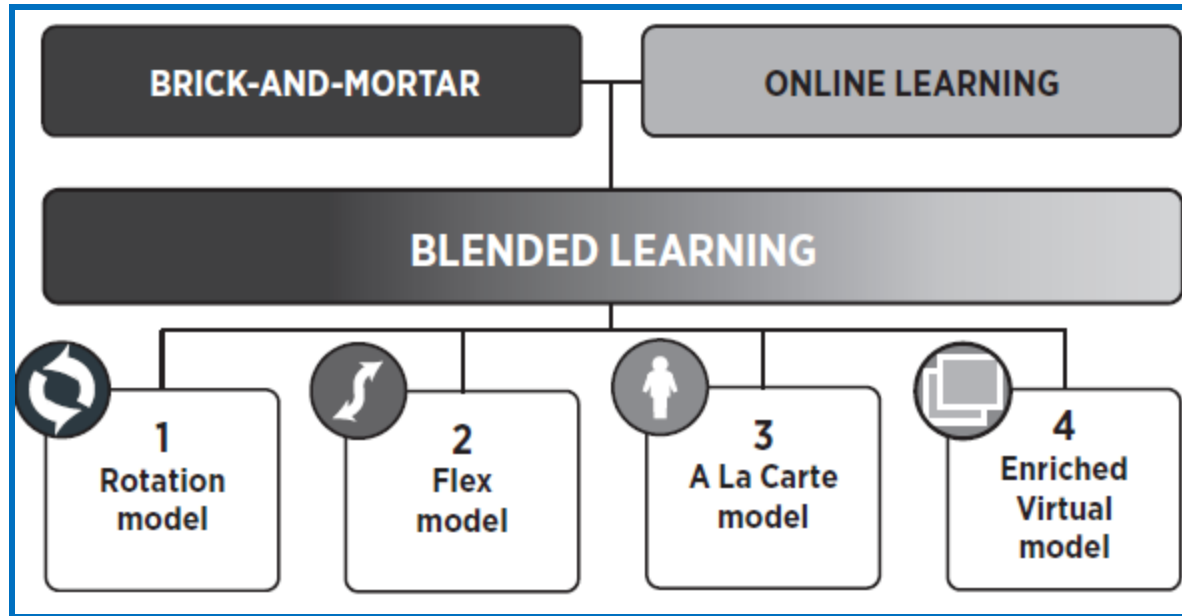 BRICK-AND-MORTAR
ONLINE LEARNING
BLENDED LEARNING
1
Rotation
model
2
Flex
model
3
A La Carte
model
4
Enriched
Virtual
model